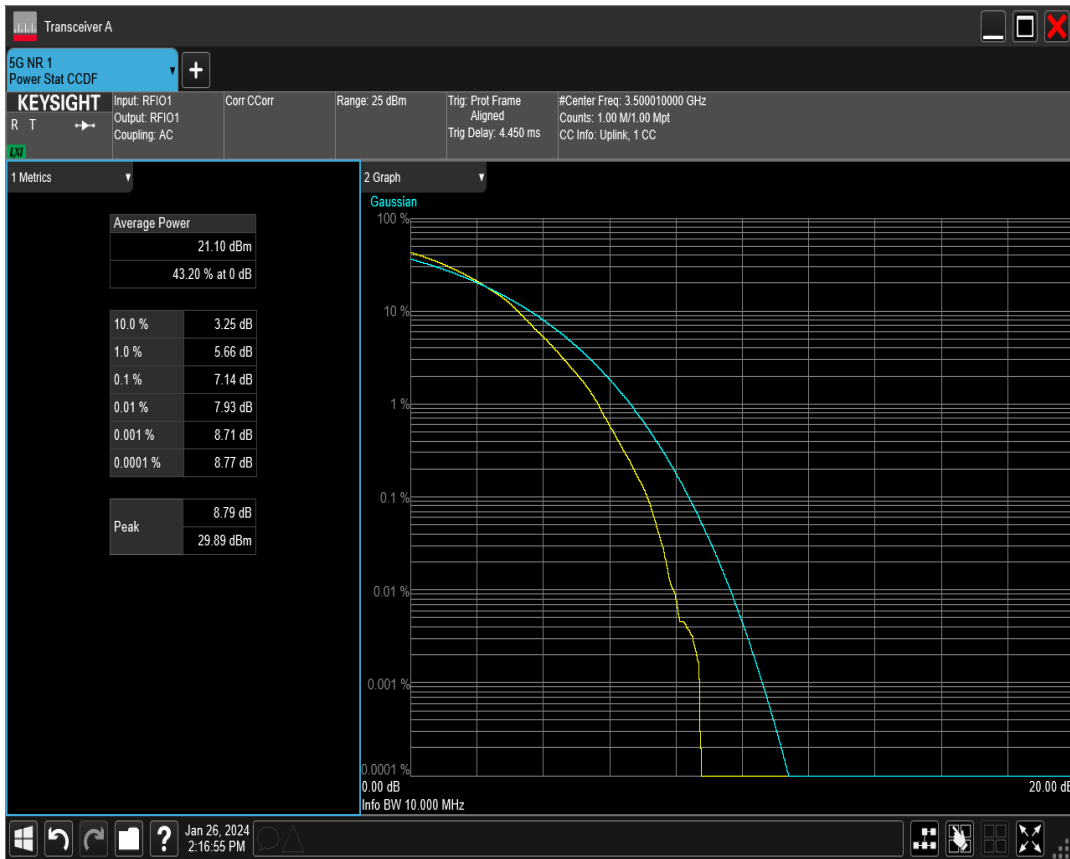 Transceiver A
5G NR 1
Power Stat CCDF
KEYSIGHT
R T
LXI
Input: RFIO1
Output: RFIO1
Coupling: AC
Corr CCorr
Range: 25 dBm
Trig: Prot Frame
Aligned
Trig Delay: 4.450 ms
#Center Freq: 3.500010000 GHz
Counts: 1.00 M/1.00 Mpt
CC Info: Uplink, 1 CC
1 Metrics
Average Power
21.10 dBm
43.20 % at 0 dB
10.0 % 3.25 dB
1.0 % 5.66 dB
0.1 % 7.14 dB
0.01 % 7.93 dB
0.001 % 8.71 dB
0.0001 % 8.77 dB
Peak
8.79 dB
29.89 dBm
2 Graph
Gaussian
100 %
10 %
1 %
0.1 %
0.01 %
0.001 %
0.0001 %
0.00 dB
20.00 dB
Info BW 10.000 MHz
?
Jan 26, 2024
2:16:55 PM